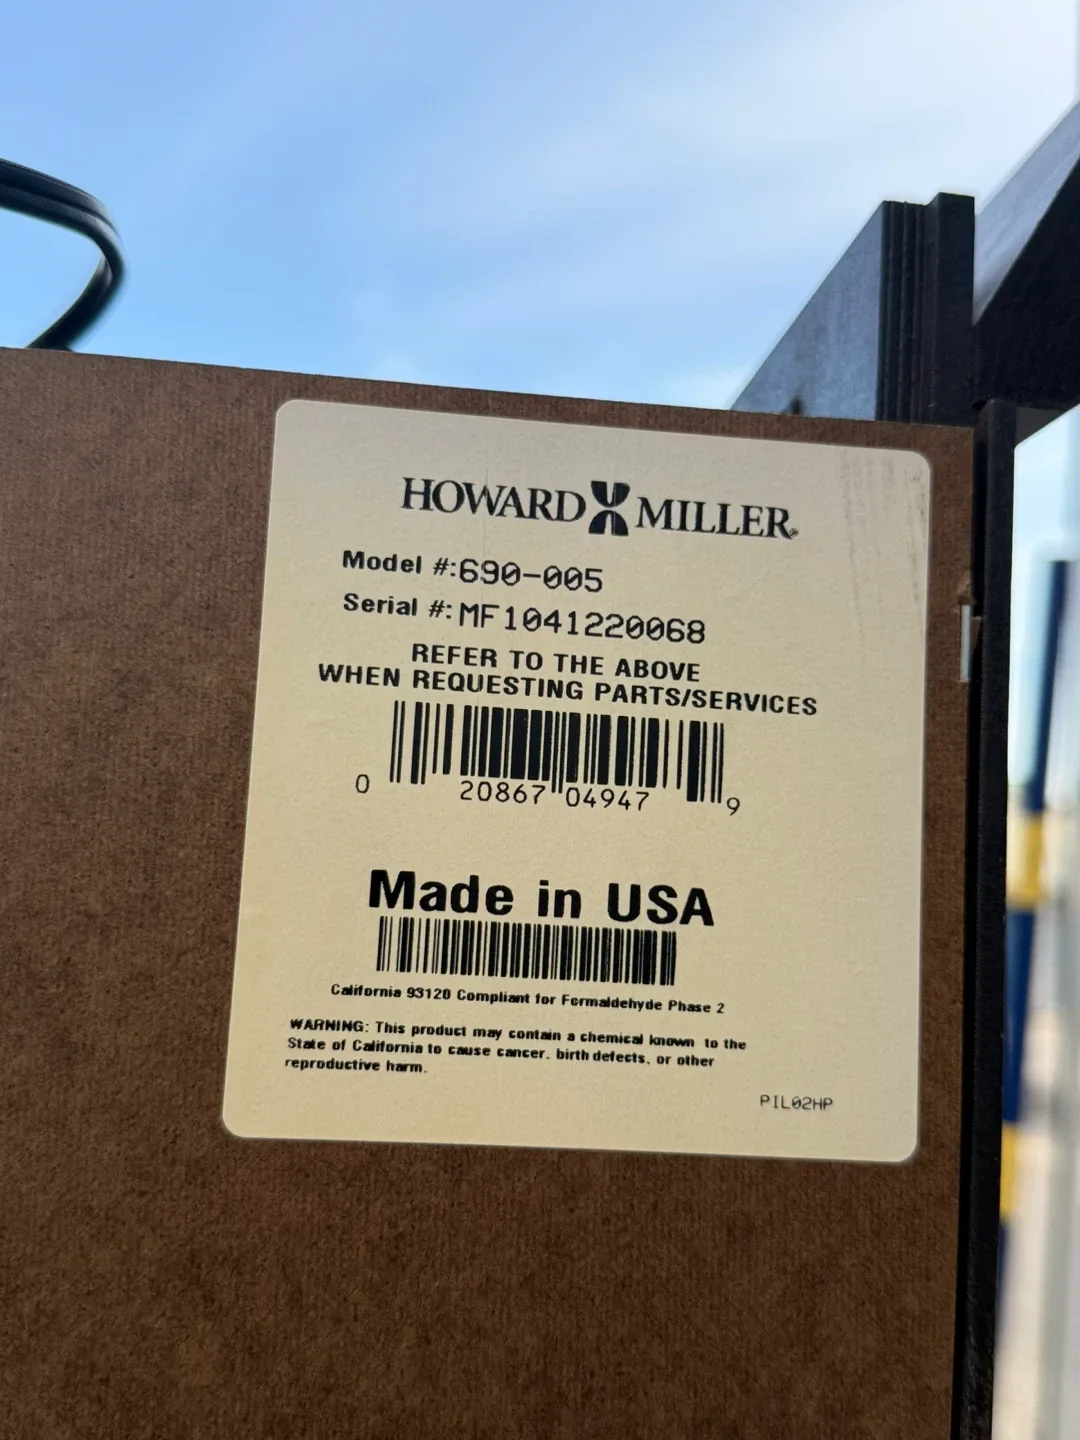 HOWARD MILLER
Model #:690-005
Serial #:MF1041220068
REFER TO THE ABOVE
WHEN REQUESTING PARTS/SERVICES
0 20867 04947 9
Made in USA
California 93120 Compliant for Formaldehyde Phase 2
WARNING: This product may contain a chemical known to the
State of California to cause cancer, birth defects, or other
reproductive harm.
PIL02HP